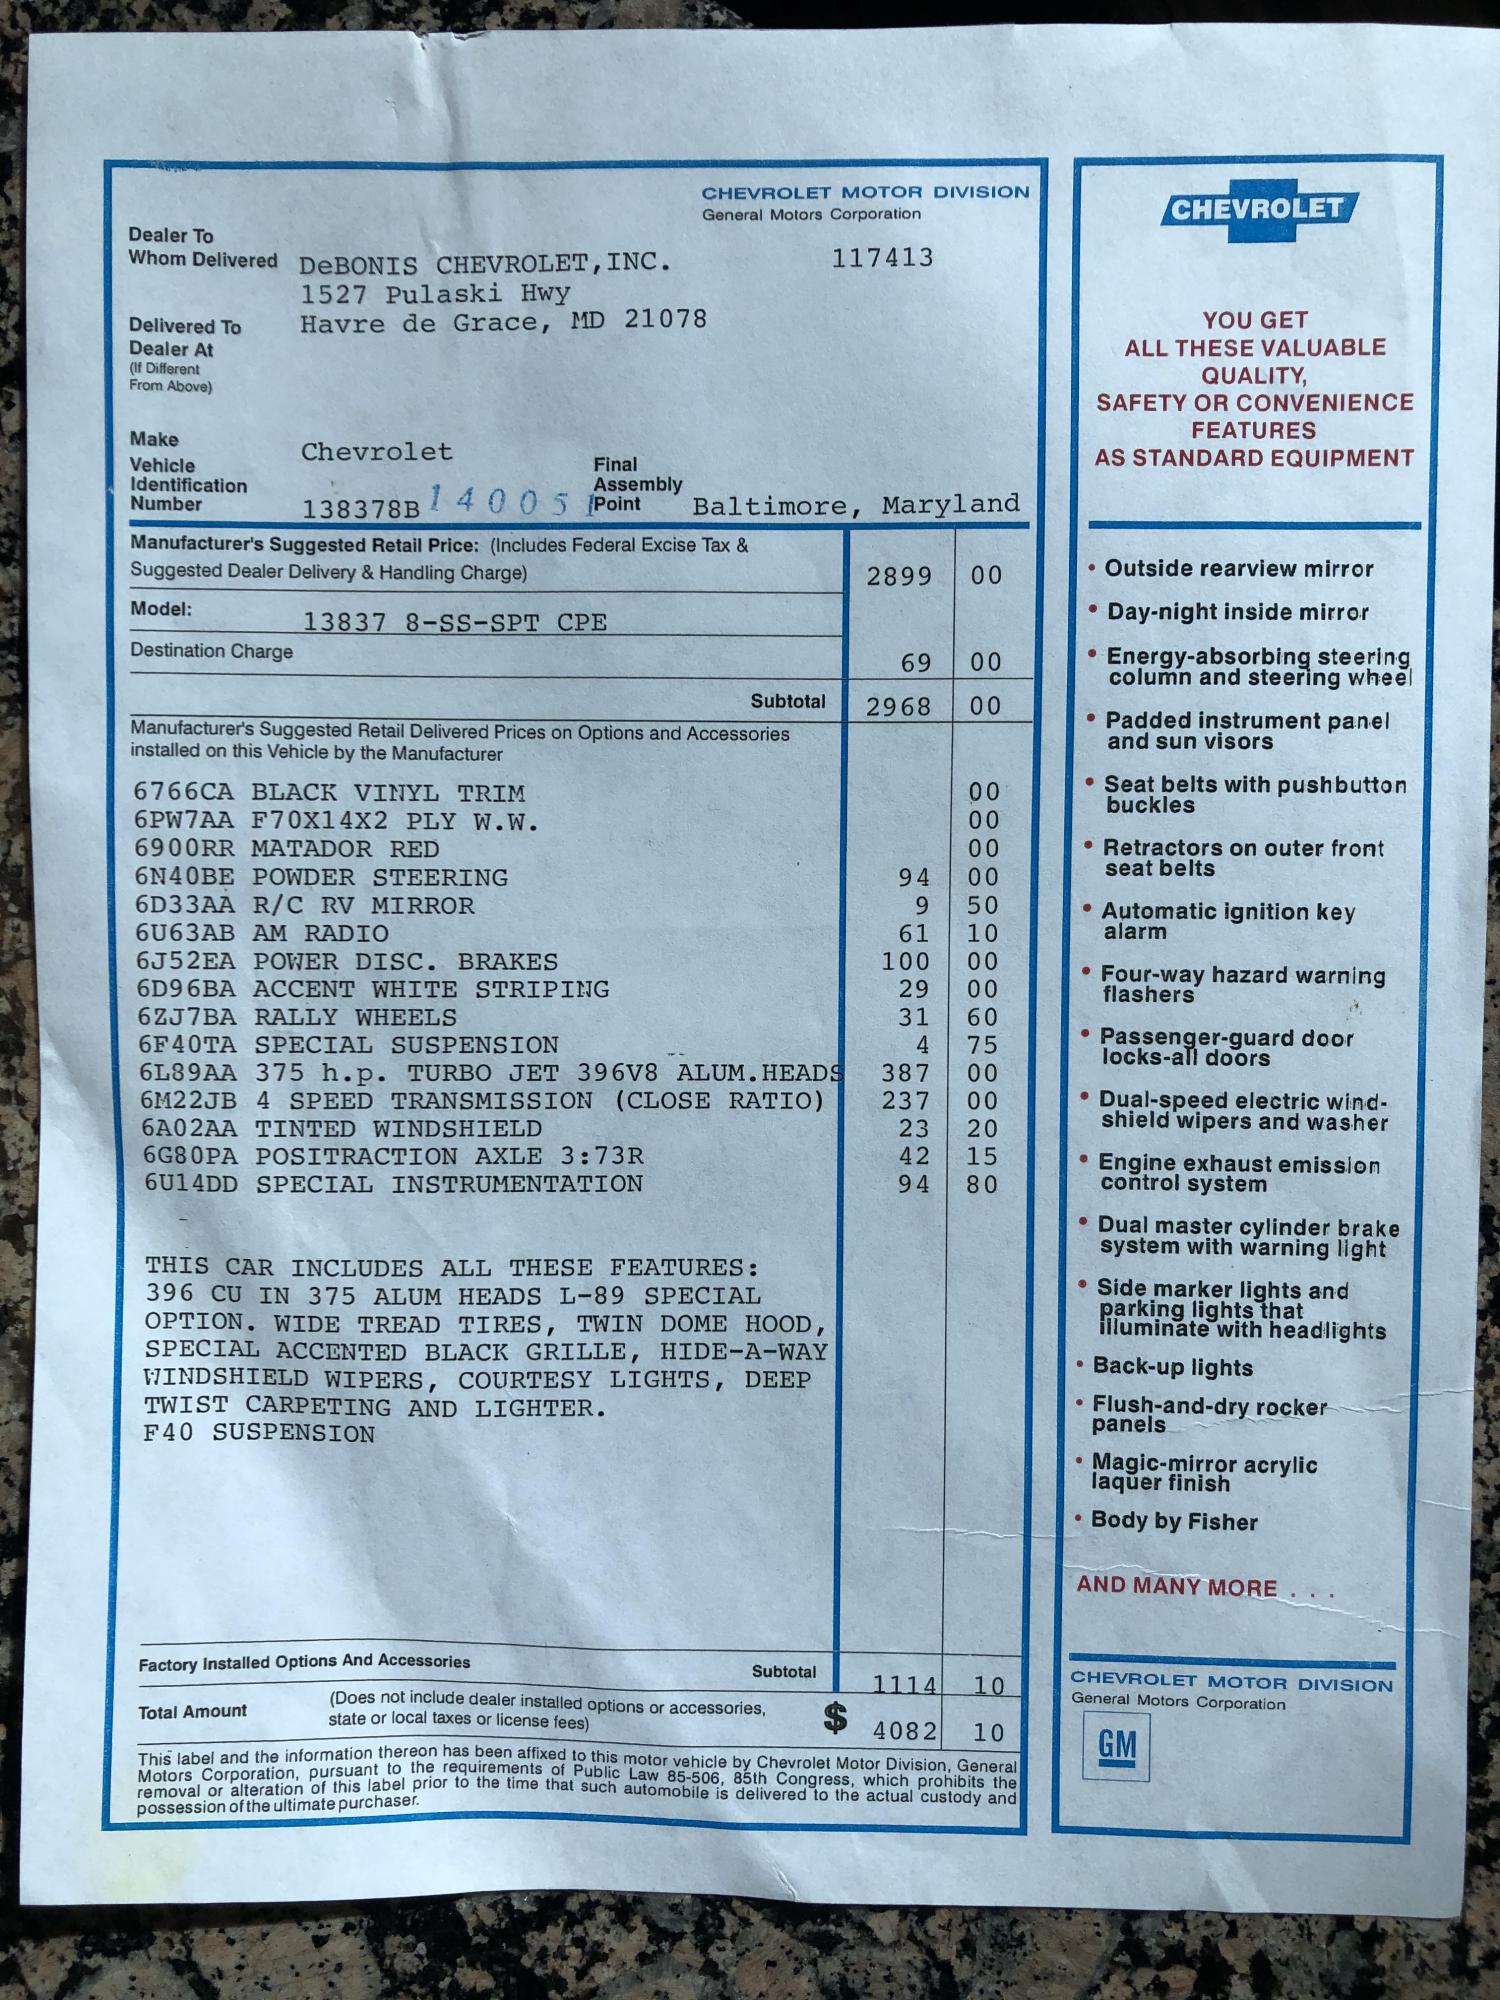 CHEVROLET MOTOR DIVISION
General Motors Corporation
Dealer To
Whom Delivered DeBONIS CHEVROLET,INC. 117413
1527 Pulaski Hwy
Delivered To Havre de Grace, MD 21078
Dealer At
(If Different
From Above)
Make Chevrolet
Vehicle
Identification
Number 138378B 140051
Final
Assembly
Point Baltimore, Maryland
Manufacturer's Suggested Retail Price: (Includes Federal Excise Tax &
Suggested Dealer Delivery & Handling Charge) 2899 00
Model: 13837 8-SS-SPT CPE
Destination Charge 69 00
Subtotal 2968 00
Manufacturer's Suggested Retail Delivered Prices on Options and Accessories
installed on this Vehicle by the Manufacturer
6766CA BLACK VINYL TRIM 00
6PW7AA F70X14X2 PLY W.W. 00
6900RR MATADOR RED 00
6N40BE POWDER STEERING 94 00
6D33AA R/C RV MIRROR 9 50
6U63AB AM RADIO 61 10
6J52EA POWER DISC. BRAKES 100 00
6D96BA ACCENT WHITE STRIPING 29 00
6ZJ7BA RALLY WHEELS 31 60
6F40TA SPECIAL SUSPENSION 4 75
6L89AA 375 h.p. TURBO JET 396V8 ALUM.HEADS 387 00
6M22JB 4 SPEED TRANSMISSION (CLOSE RATIO) 237 00
6A02AA TINTED WINDSHIELD 23 20
6G80PA POSITRACTION AXLE 3:73R 42 15
6U14DD SPECIAL INSTRUMENTATION 94 80
THIS CAR INCLUDES ALL THESE FEATURES:
396 CU IN 375 ALUM HEADS L-89 SPECIAL
OPTION. WIDE TREAD TIRES, TWIN DOME HOOD,
SPECIAL ACCENTED BLACK GRILLE, HIDE-A-WAY
WINDSHIELD WIPERS, COURTESY LIGHTS, DEEP
TWIST CARPETING AND LIGHTER.
F40 SUSPENSION
Factory Installed Options And Accessories Subtotal 1114 10
Total Amount (Does not include dealer installed options or accessories,
state or local taxes or license fees) $ 4082 10
This label and the information thereon has been affixed to this motor vehicle by Chevrolet Motor Division, General
Motors Corporation, pursuant to the requirements of Public Law 85-506, 85th Congress, which prohibits the
removal or alteration of this label prior to the time that such automobile is delivered to the actual custody and
possession of the ultimate purchaser.
CHEVROLET
YOU GET
ALL THESE VALUABLE
QUALITY,
SAFETY OR CONVENIENCE
FEATURES
AS STANDARD EQUIPMENT
• Outside rearview mirror
• Day-night inside mirror
• Energy-absorbing steering
column and steering wheel
• Padded instrument panel
and sun visors
• Seat belts with pushbutton
buckles
• Retractors on outer front
seat belts
• Automatic ignition key
alarm
• Four-way hazard warning
flashers
• Passenger-guard door
locks-all doors
• Dual-speed electric wind-
shield wipers and washer
• Engine exhaust emission
control system
• Dual master cylinder brake
system with warning light
• Side marker lights and
parking lights that
illuminate with headlights
• Back-up lights
• Flush-and-dry rocker
panels
• Magic-mirror acrylic
laquer finish
• Body by Fisher
AND MANY MORE . . .
CHEVROLET MOTOR DIVISION
General Motors Corporation
GM